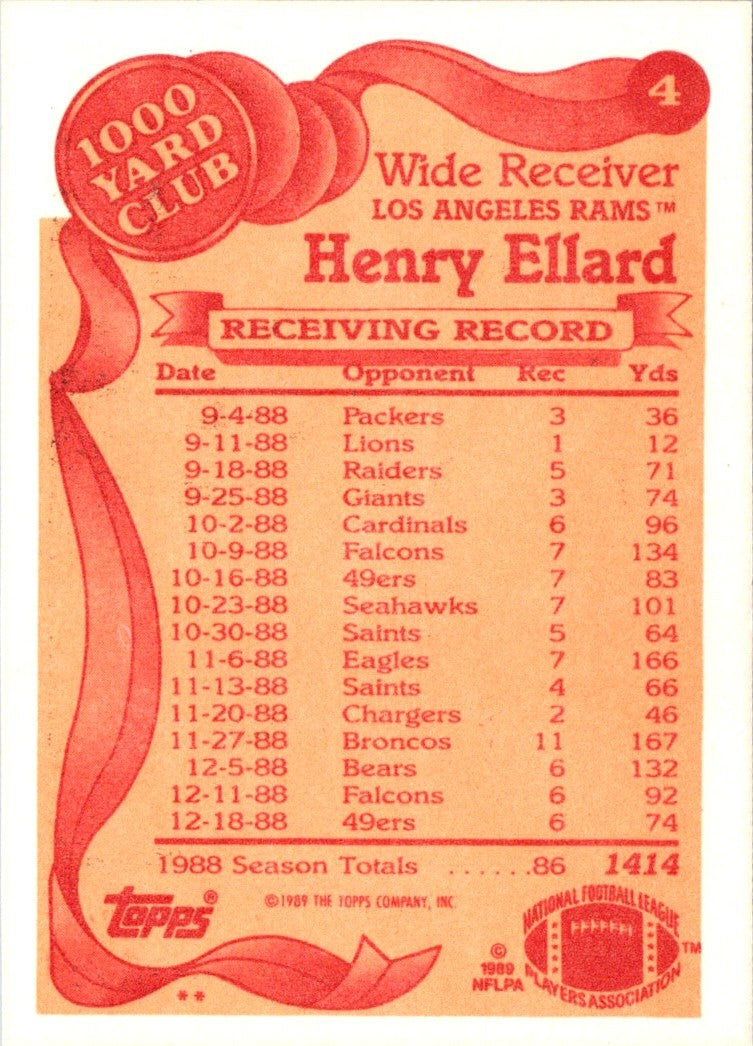 4
1000
YARD
CLUB
Wide Receiver
LOS ANGELES RAMS™
Henry Ellard
RECEIVING RECORD
Date Opponent Rec Yds
9-4-88 Packers 3 36
9-11-88 Lions 1 12
9-18-88 Raiders 5 71
9-25-88 Giants 3 74
10-2-88 Cardinals 6 96
10-9-88 Falcons 7 134
10-16-88 49ers 7 83
10-23-88 Seahawks 7 101
10-30-88 Saints 5 64
11-6-88 Eagles 7 166
11-13-88 Saints 4 66
11-20-88 Chargers 2 46
11-27-88 Broncos 11 167
12-5-88 Bears 6 132
12-11-88 Falcons 6 92
12-18-88 49ers 6 74
1988 Season Totals ......86 1414
topps®
©1989 THE TOPPS COMPANY, INC.
NATIONAL FOOTBALL LEAGUE
PLAYERS ASSOCIATION
TM
©
1989
NFLPA
**